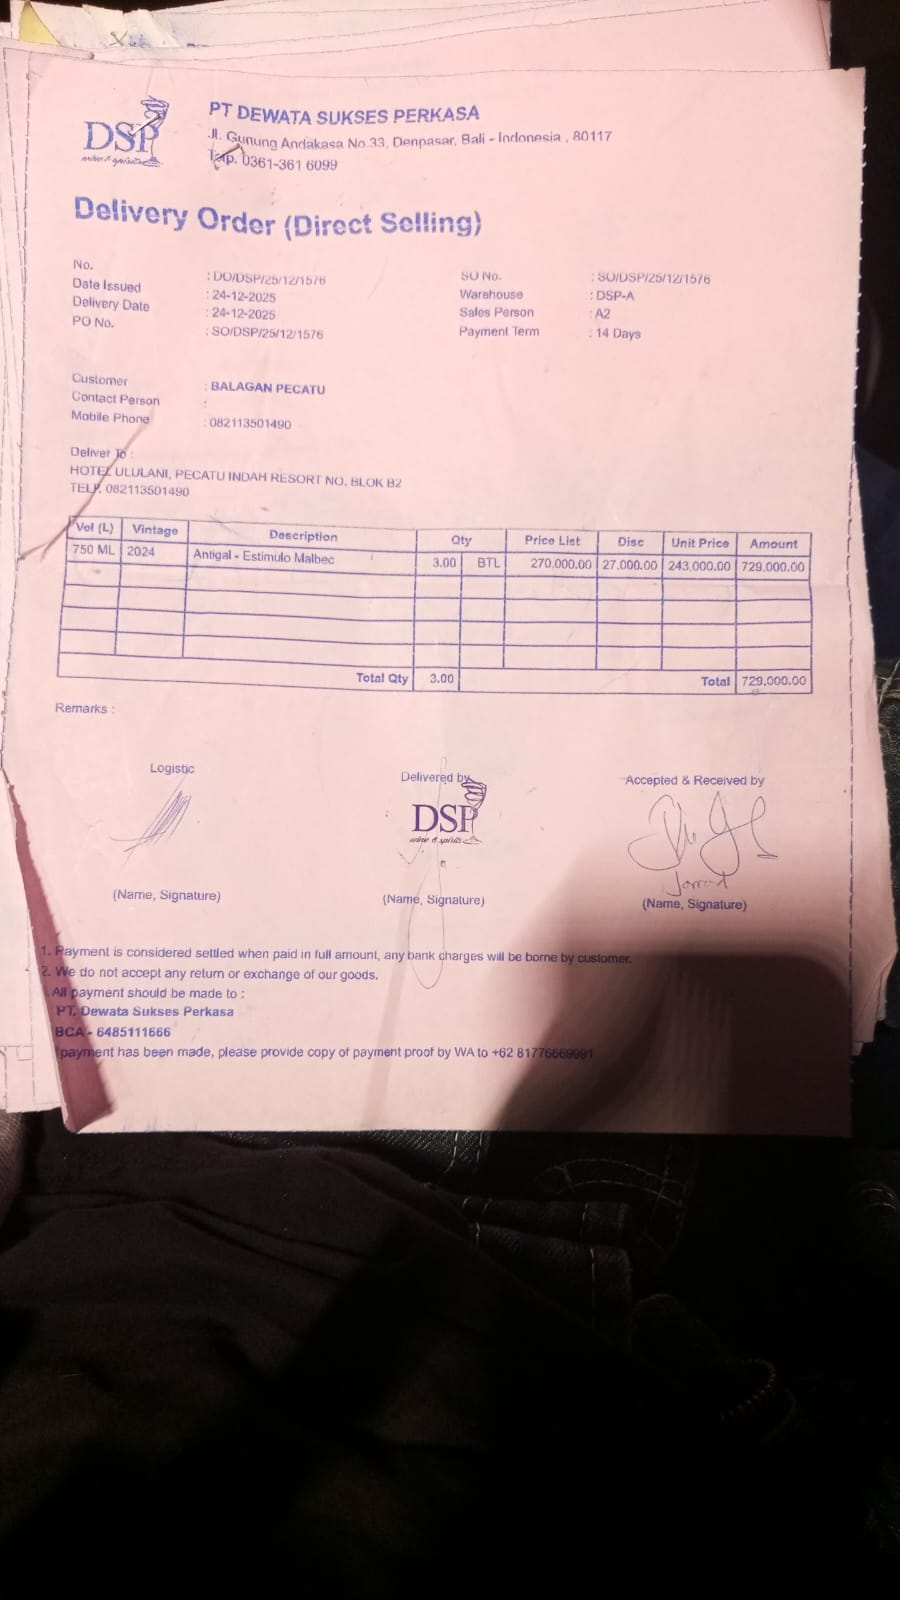 DSP
wine & spirits
PT DEWATA SUKSES PERKASA
Jl. Gunung Andakasa No.33, Denpasar, Bali - Indonesia , 80117
Telp. 0361-361 6099
Delivery Order (Direct Selling)
No. : DO/DSP/25/12/1576 SO No. : SO/DSP/25/12/1576
Date Issued : 24-12-2025 Warehouse : DSP-A
Delivery Date : 24-12-2025 Sales Person : A2
PO No. : SO/DSP/25/12/1576 Payment Term : 14 Days
Customer : BALAGAN PECATU
Contact Person :
Mobile Phone : 082113501490
Deliver To :
HOTEL ULULANI, PECATU INDAH RESORT NO. BLOK B2
TELP. 082113501490
Vol (L) Vintage Description Qty Price List Disc Unit Price Amount
750 ML 2024 Antigal - Estimulo Malbec 3.00 BTL 270,000.00 27,000.00 243,000.00 729,000.00
Total Qty 3.00 Total 729,000.00
Remarks :
Logistic Delivered by Accepted & Received by
DSP
wine & spirits
Jarrod
(Name, Signature) (Name, Signature) (Name, Signature)
1. Payment is considered settled when paid in full amount, any bank charges will be borne by customer.
2. We do not accept any return or exchange of our goods.
All payment should be made to :
PT. Dewata Sukses Perkasa
BCA - 6485111666
payment has been made, please provide copy of payment proof by WA to +62 81776669991